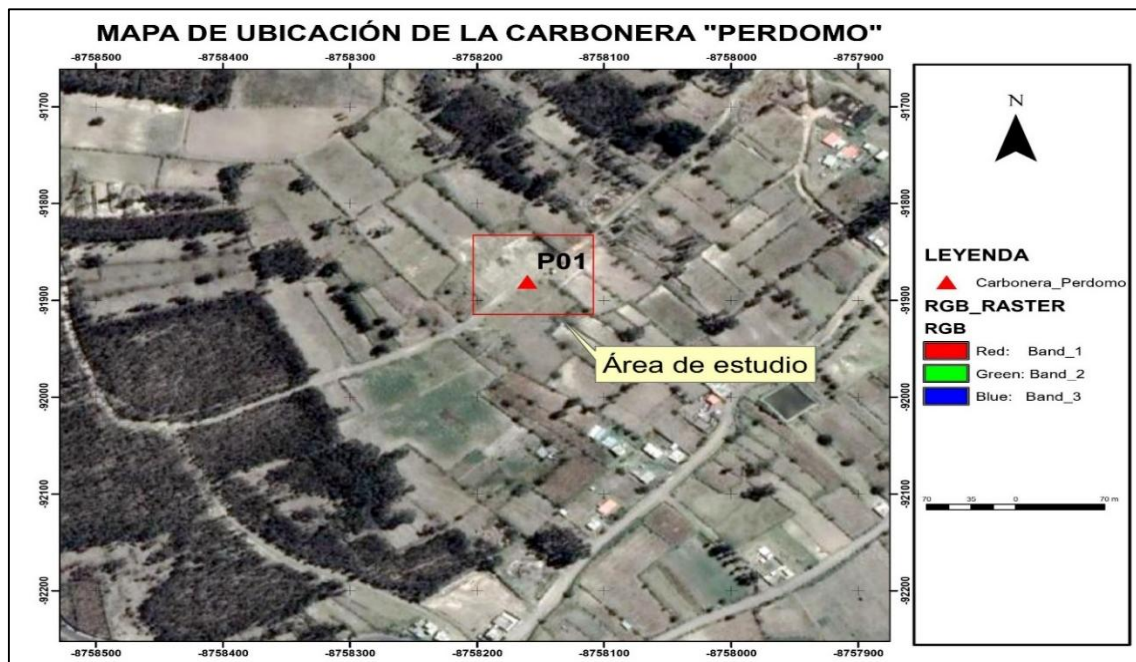 MAPA DE UBICACIÓN DE LA CARBONERA "PERDOMO"
-8758500 -8758400 -8758300 -8758200 -8758100 -8758000 -8757900
-91700
-91800
-91900
-92000
-92100
-92200
-91700
-91800
-91900
-92000
-92100
-92200
P01
Área de estudio
-8758500 -8758400 -8758300 -8758200 -8758100 -8758000 -8757900
N
LEYENDA
Carbonera_Perdomo
RGB_RASTER
RGB
Red: Band_1
Green: Band_2
Blue: Band_3
70 35 0 70 m